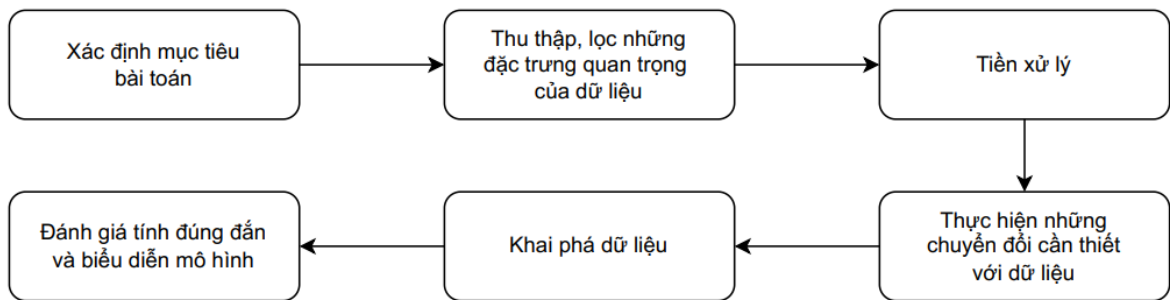 Xác định mục tiêu
bài toán
Thu thập, lọc những
đặc trưng quan trọng
của dữ liệu
Tiền xử lý
Thực hiện những
chuyển đổi cần thiết
với dữ liệu
Khai phá dữ liệu
Đánh giá tính đúng đắn
và biểu diễn mô hình